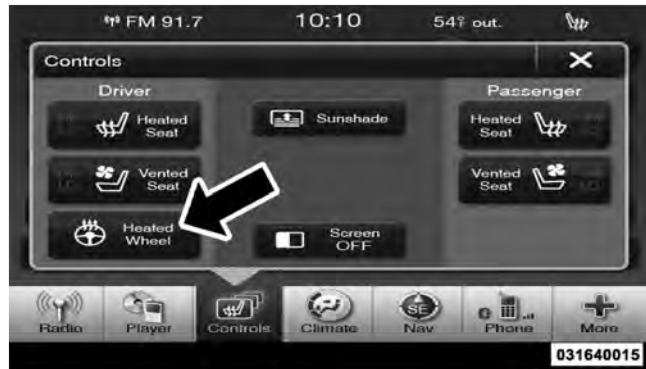 FM 91.7 10:10 54° out.
Controls
Driver Passenger
Heated
Seat
Sunshade
Heated
Seat
Vented
Seat
Vented
Seat
Heated
Wheel
Screen
OFF
SE
Radio Player Controls Climate Nav Phone More
031640015